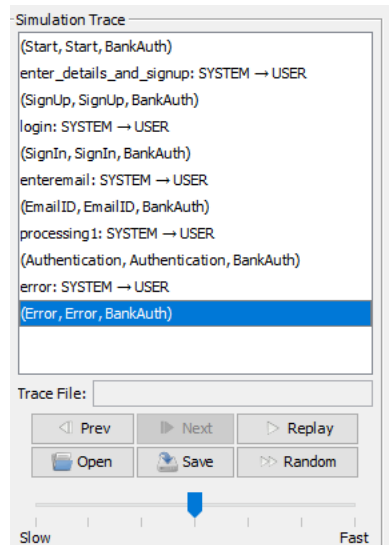 Simulation Trace
(Start, Start, BankAuth)
enter_details_and_signup: SYSTEM → USER
(SignUp, SignUp, BankAuth)
login: SYSTEM → USER
(SignIn, SignIn, BankAuth)
enteremail: SYSTEM → USER
(EmailID, EmailID, BankAuth)
processing1: SYSTEM → USER
(Authentication, Authentication, BankAuth)
error: SYSTEM → USER
(Error, Error, BankAuth)
Trace File:
Prev Next Replay
Open Save Random
Slow Fast